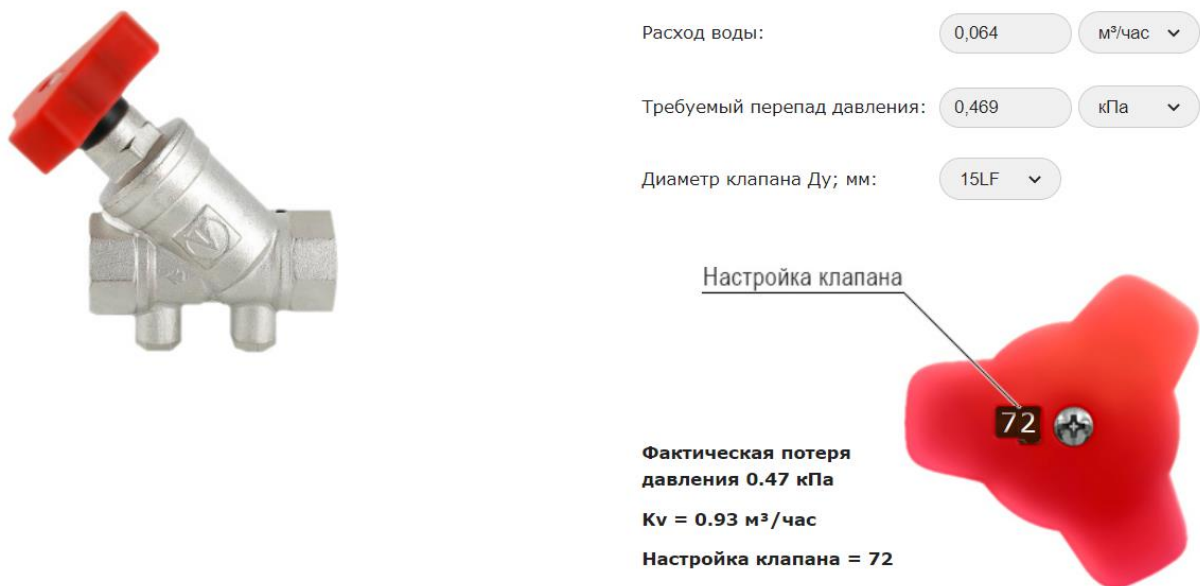 Расход воды: 0,064 м³/час
Требуемый перепад давления: 0,469 кПа
Диаметр клапана Ду; мм: 15LF
Настройка клапана
72
Фактическая потеря
давления 0.47 кПа
Kv = 0.93 м³/час
Настройка клапана = 72